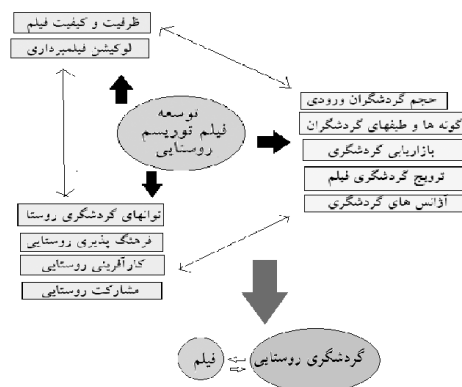 ظرفیت و کیفیت فیلم
لوکیشن فیلمبرداری
توسعه
فیلم توریسم
روستایی
حجم گردشگران ورودی
گونه ها و طیفهای گردشگران
بازاریابی گردشگری
ترویج گردشگری فیلم
آژانس های گردشگری
توانهای گردشگری روستا
فرهنگ پذیری روستایی
کارآفرینی روستایی
مشارکت روستایی
گردشگری روستایی
فیلم